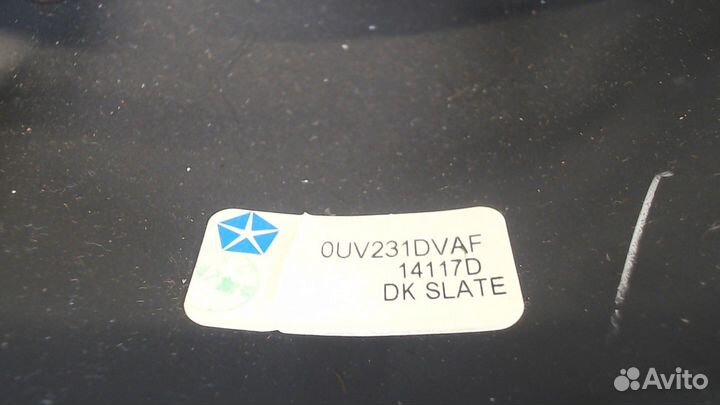 0UV231DVAF
14117D
DK SLATE
Avito